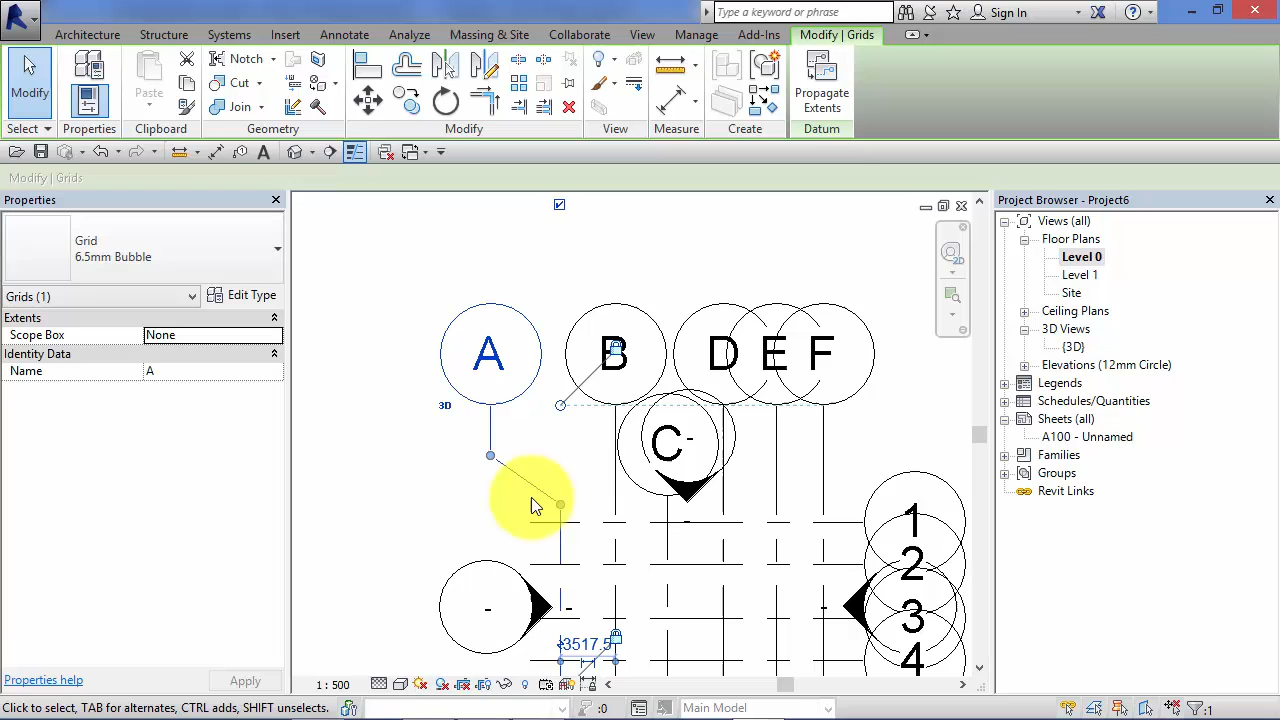 Type a keyword or phrase
Sign In
Architecture Structure Systems Insert Annotate Analyze Massing & Site Collaborate View Manage Add-Ins Modify | Grids
Modify
Paste
Notch
Cut
Join
Propagate
Extents
Select Properties Clipboard Geometry Modify View Measure Create Datum
Modify | Grids
Properties
Grid
6.5mm Bubble
Grids (1)
Edit Type
Extents
Scope Box None
Identity Data
Name A
Properties help
Apply
2D
A B D E F
3D
C -
1
2
3
4
- - -
3517.5
1 : 500
Project Browser - Project6
Views (all)
Floor Plans
Level 0
Level 1
Site
Ceiling Plans
3D Views
{3D}
Elevations (12mm Circle)
Legends
Schedules/Quantities
Sheets (all)
A100 - Unnamed
Families
Groups
Revit Links
Click to select, TAB for alternates, CTRL adds, SHIFT unselects.
:0
Main Model
:1